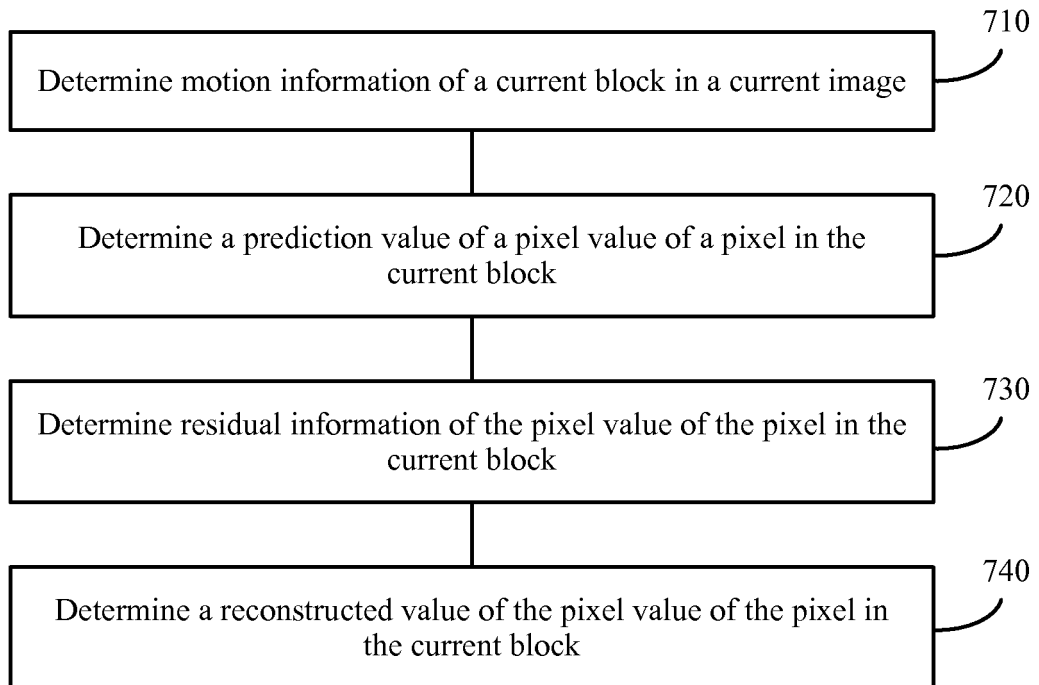 710
Determine motion information of a current block in a current image
720
Determine a prediction value of a pixel value of a pixel in the
current block
730
Determine residual information of the pixel value of the pixel in the
current block
740
Determine a reconstructed value of the pixel value of the pixel in
the current block